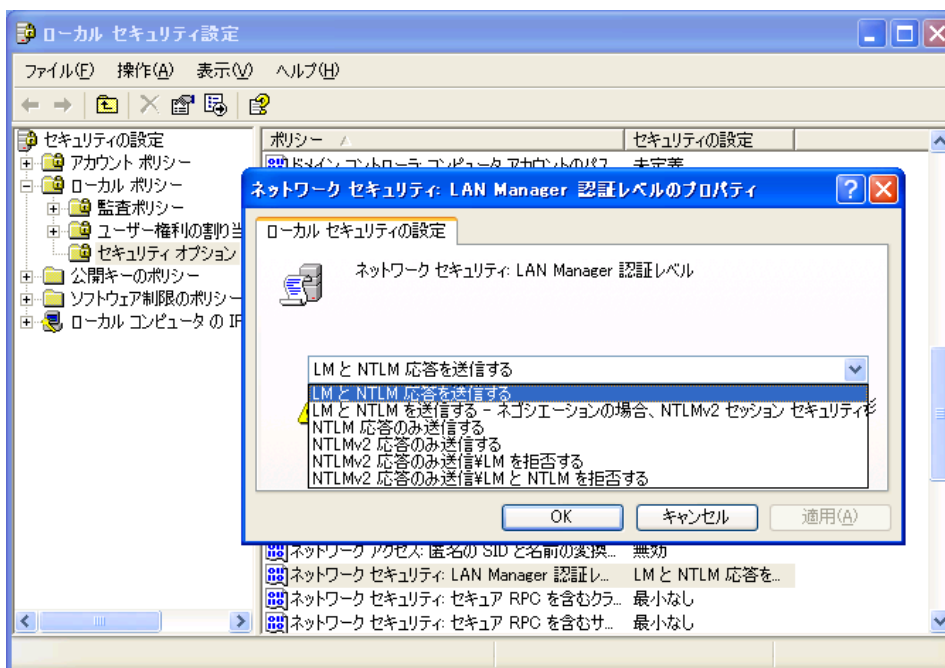 ローカル セキュリティ設定
ファイル(F) 操作(A) 表示(V) ヘルプ(H)
セキュリティの設定
アカウント ポリシー
ローカル ポリシー
監査ポリシー
ユーザー権利の割り当
セキュリティ オプション
公開キーのポリシー
ソフトウェア制限のポリシー
ローカル コンピュータ の IP
ポリシー セキュリティの設定
ドメイン コントローラ: コンピュータ アカウントのパス 未定義
ネットワーク セキュリティ: LAN Manager 認証レベルのプロパティ
ローカル セキュリティの設定
ネットワーク セキュリティ: LAN Manager 認証レベル
LM と NTLM 応答を送信する
LM と NTLM 応答を送信する
LM と NTLM を送信する - ネゴシエーションの場合、NTLMv2 セッション セキュリティを
NTLM 応答のみ送信する
NTLMv2 応答のみ送信する
NTLMv2 応答のみ送信¥LM を拒否する
NTLMv2 応答のみ送信¥LM と NTLM を拒否する
OK キャンセル 適用(A)
ネットワーク アクセス: 匿名の SID と名前の変換... 無効
ネットワーク セキュリティ: LAN Manager 認証レ... LM と NTLM 応答を...
ネットワーク セキュリティ: セキュア RPC を含むクラ... 最小なし
ネットワーク セキュリティ: セキュア RPC を含むサ... 最小なし